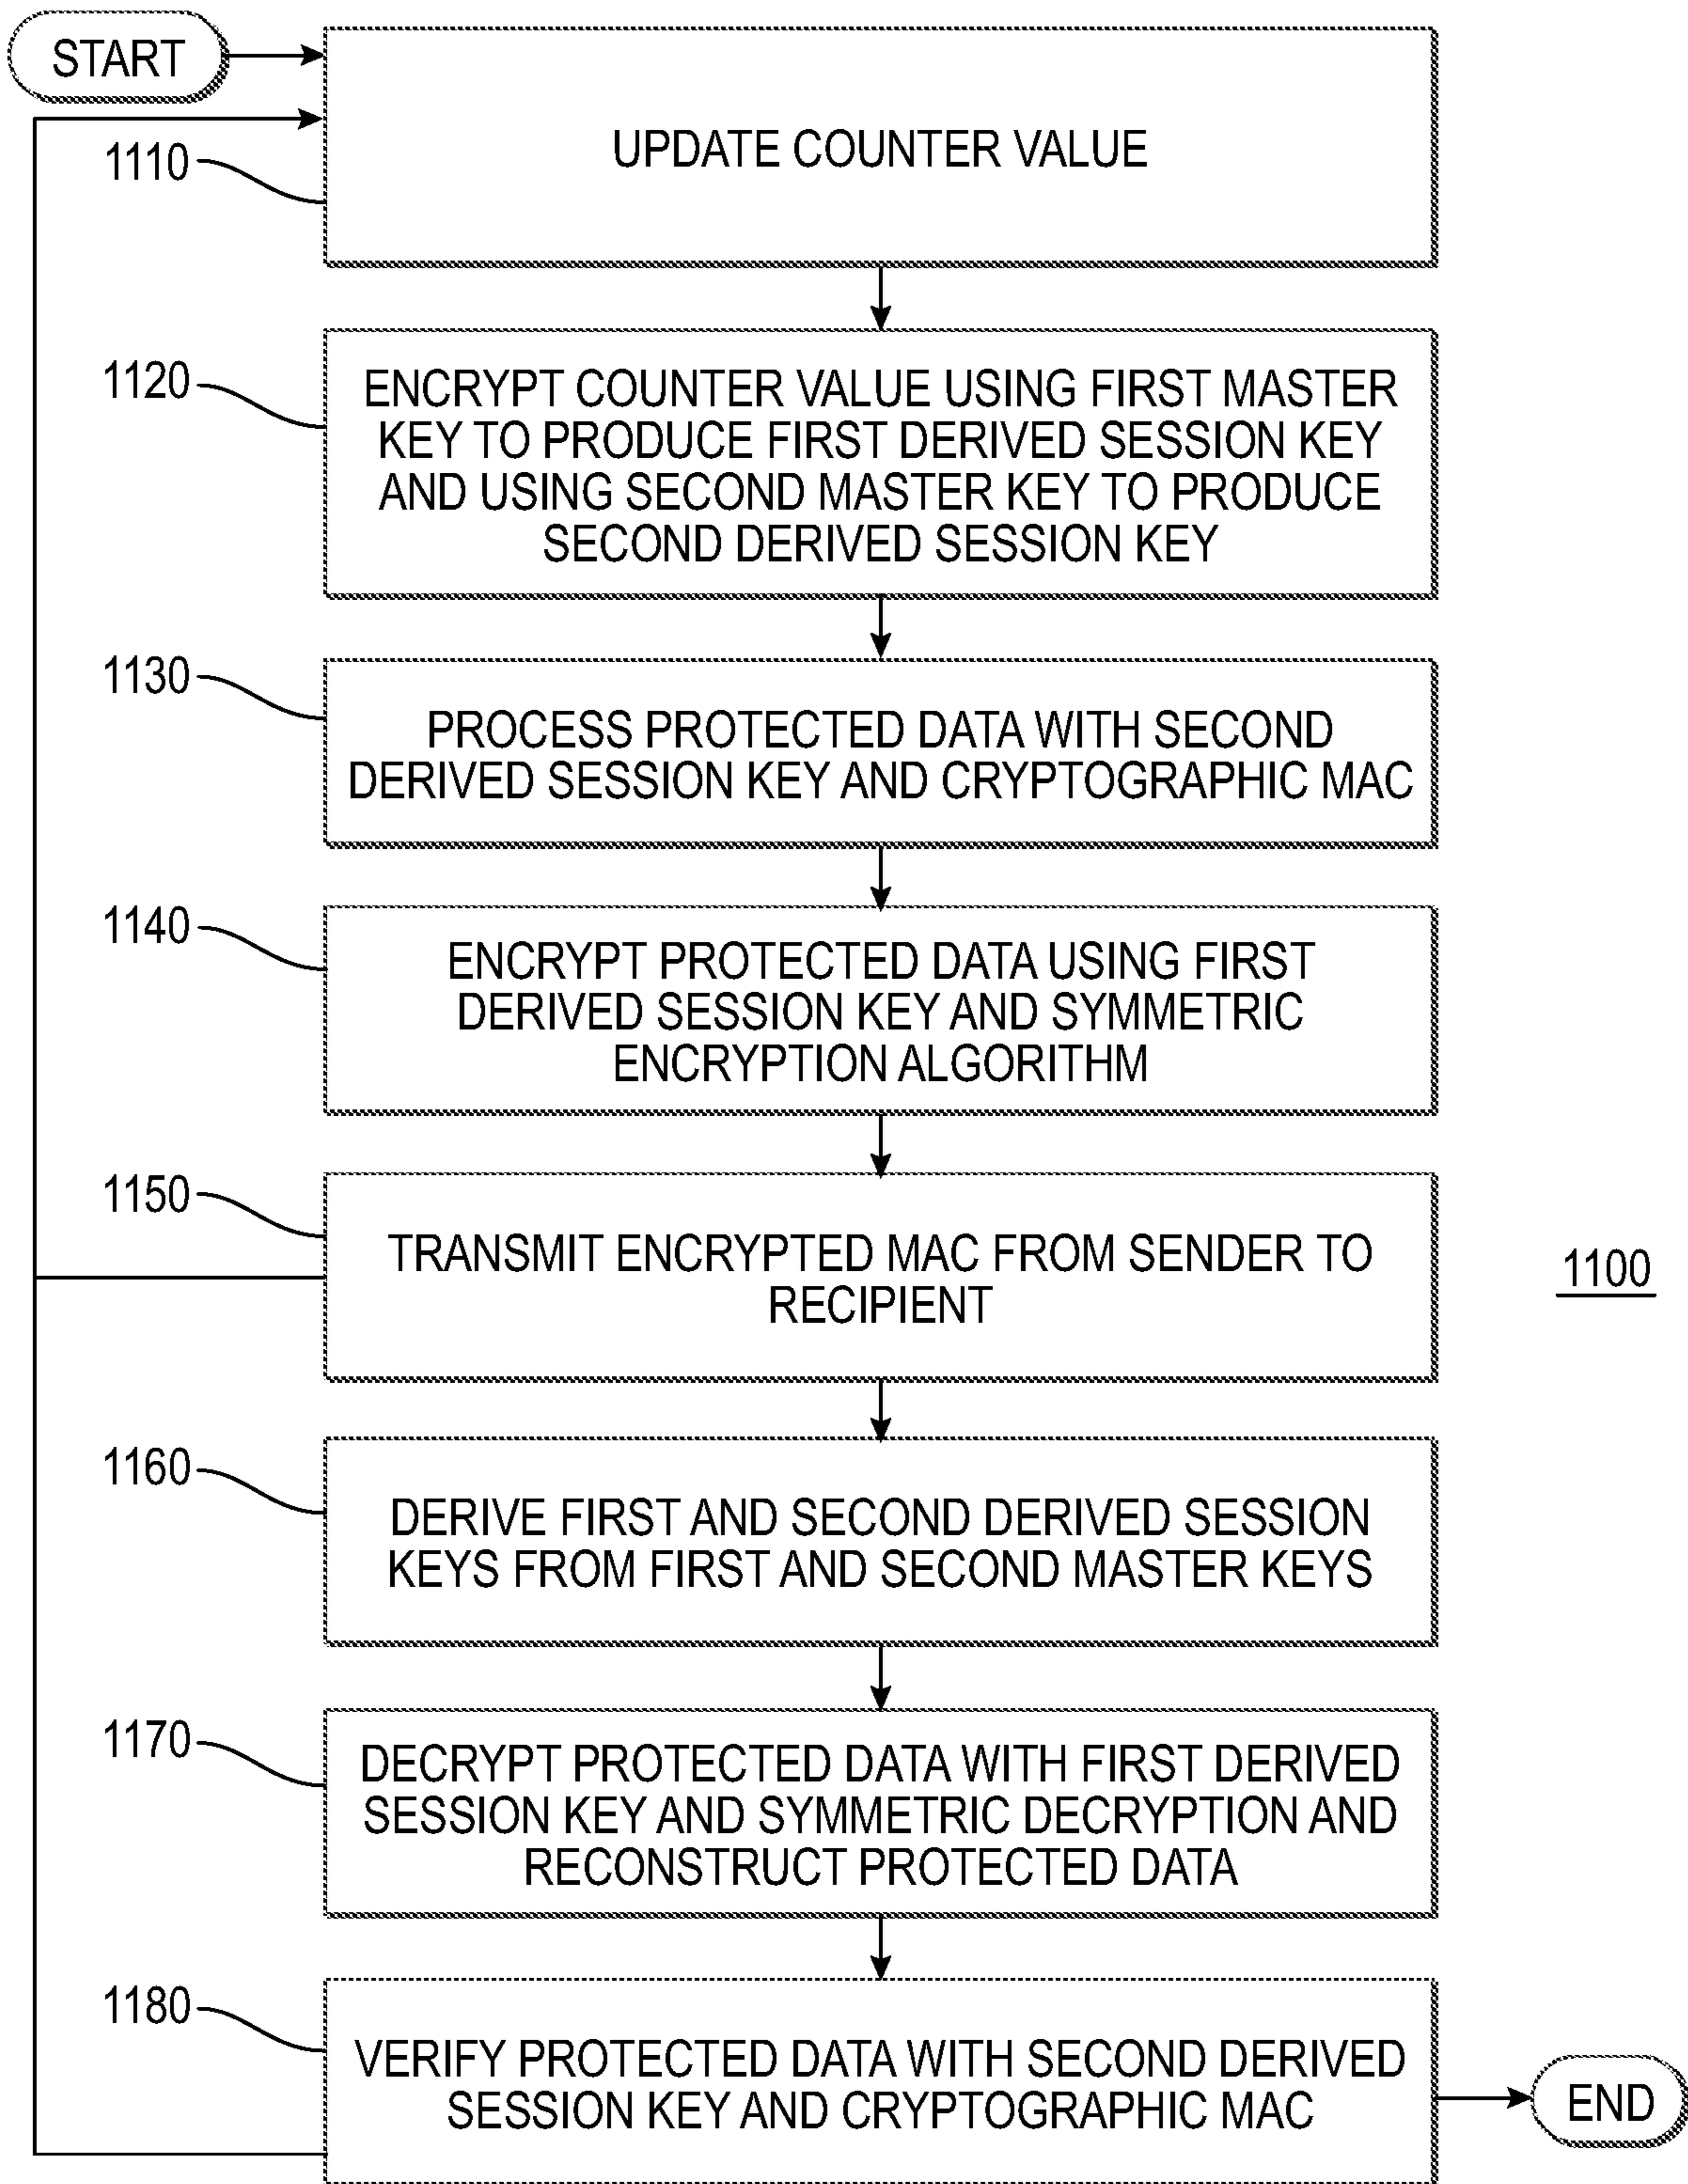 START
UPDATE COUNTER VALUE
1110
1120
ENCRYPT COUNTER VALUE USING FIRST MASTER
KEY TO PRODUCE FIRST DERIVED SESSION KEY
AND USING SECOND MASTER KEY TO PRODUCE
SECOND DERIVED SESSION KEY
1130
PROCESS PROTECTED DATA WITH SECOND
DERIVED SESSION KEY AND CRYPTOGRAPHIC MAC
1140
ENCRYPT PROTECTED DATA USING FIRST
DERIVED SESSION KEY AND SYMMETRIC
ENCRYPTION ALGORITHM
1150
TRANSMIT ENCRYPTED MAC FROM SENDER TO
RECIPIENT
1100
1160
DERIVE FIRST AND SECOND DERIVED SESSION
KEYS FROM FIRST AND SECOND MASTER KEYS
1170
DECRYPT PROTECTED DATA WITH FIRST DERIVED
SESSION KEY AND SYMMETRIC DECRYPTION AND
RECONSTRUCT PROTECTED DATA
1180
VERIFY PROTECTED DATA WITH SECOND DERIVED
SESSION KEY AND CRYPTOGRAPHIC MAC
END